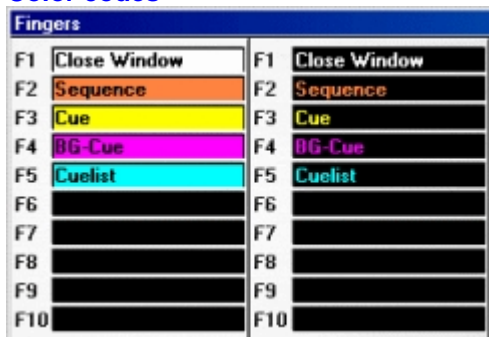 Color codes
Fingers
F1 Close Window F1 Close Window
F2 Sequence F2 Sequence
F3 Cue F3 Cue
F4 BG-Cue F4 BG-Cue
F5 Cuelist F5 Cuelist
F6 F6
F7 F7
F8 F8
F9 F9
F10 F10